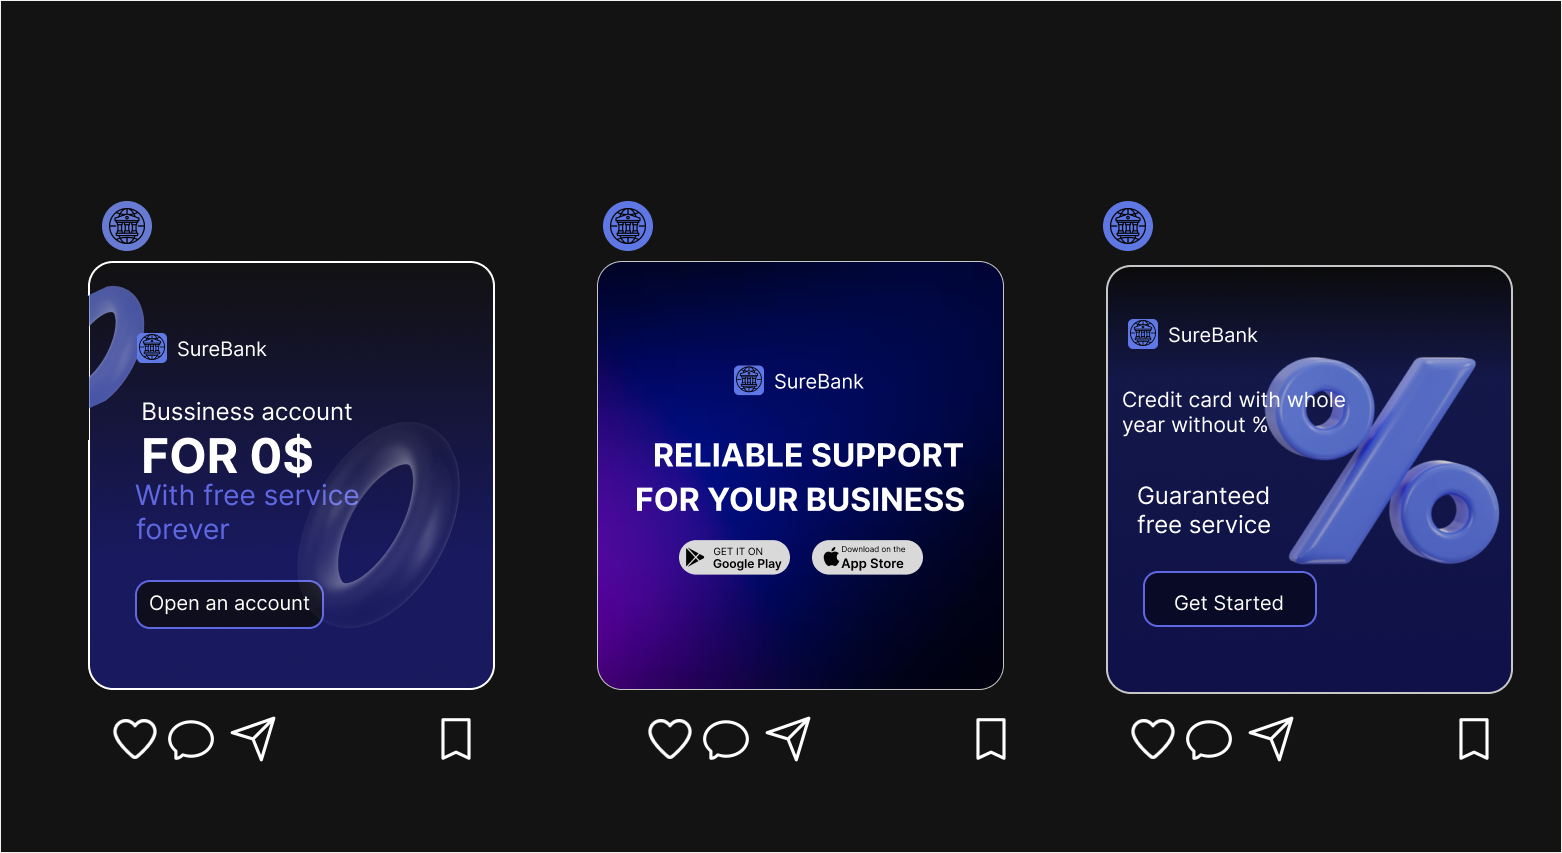 SureBank
Bussiness account
FOR 0$
With free service
forever
Open an account
SureBank
RELIABLE SUPPORT
FOR YOUR BUSINESS
GET IT ON
Google Play
Download on the
App Store
SureBank
Credit card with whole
year without %
Guaranteed
free service
Get Started